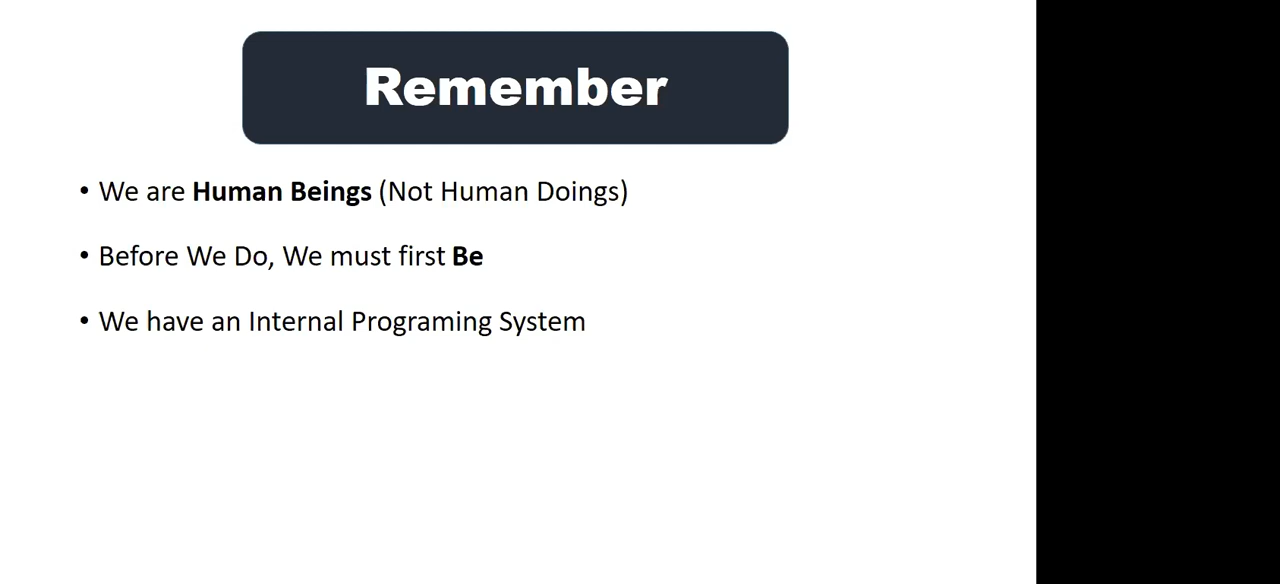 Remember
• We are Human Beings (Not Human Doings)
• Before We Do, We must first Be
• We have an Internal Programing System